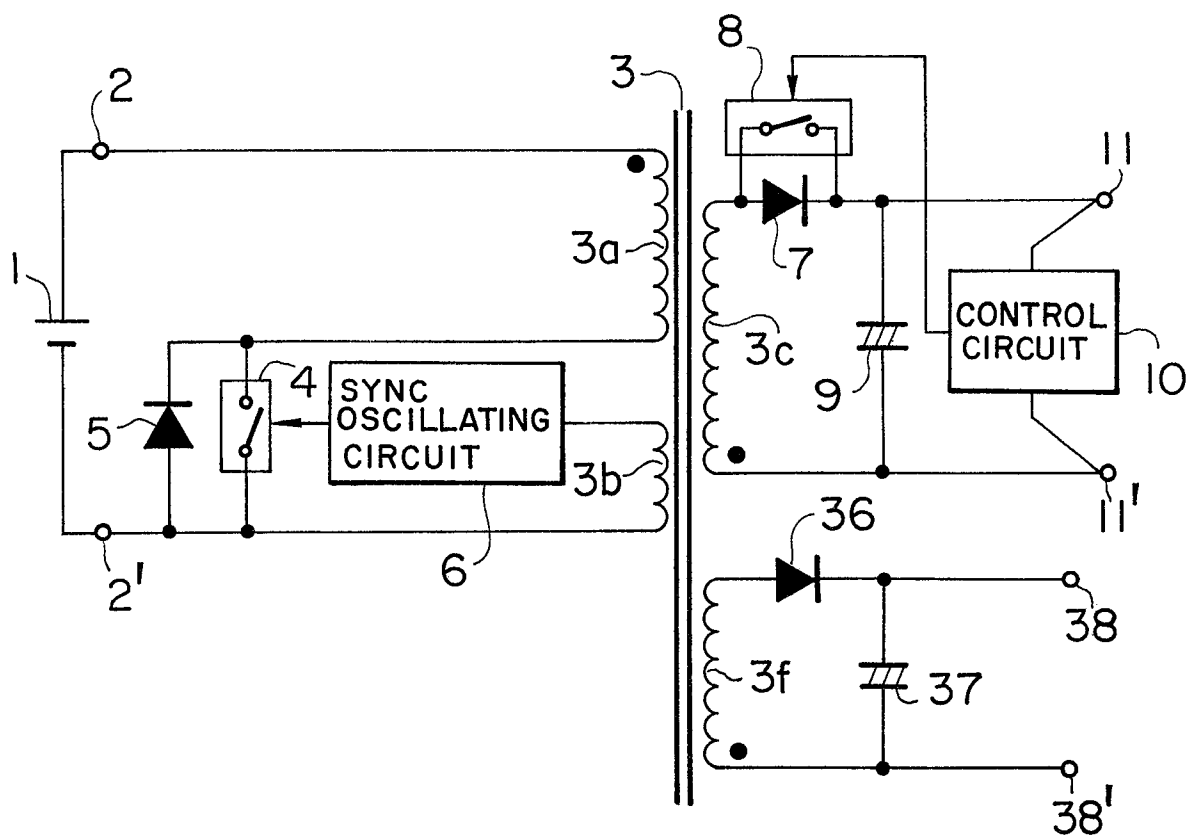 8
2
3
11
3a
1
7
CONTROL
CIRCUIT
3c
10
4
SYNC
OSCILLATING
CIRCUIT
5
9
3b
11'
6
2'
36
38
3f
37
38'